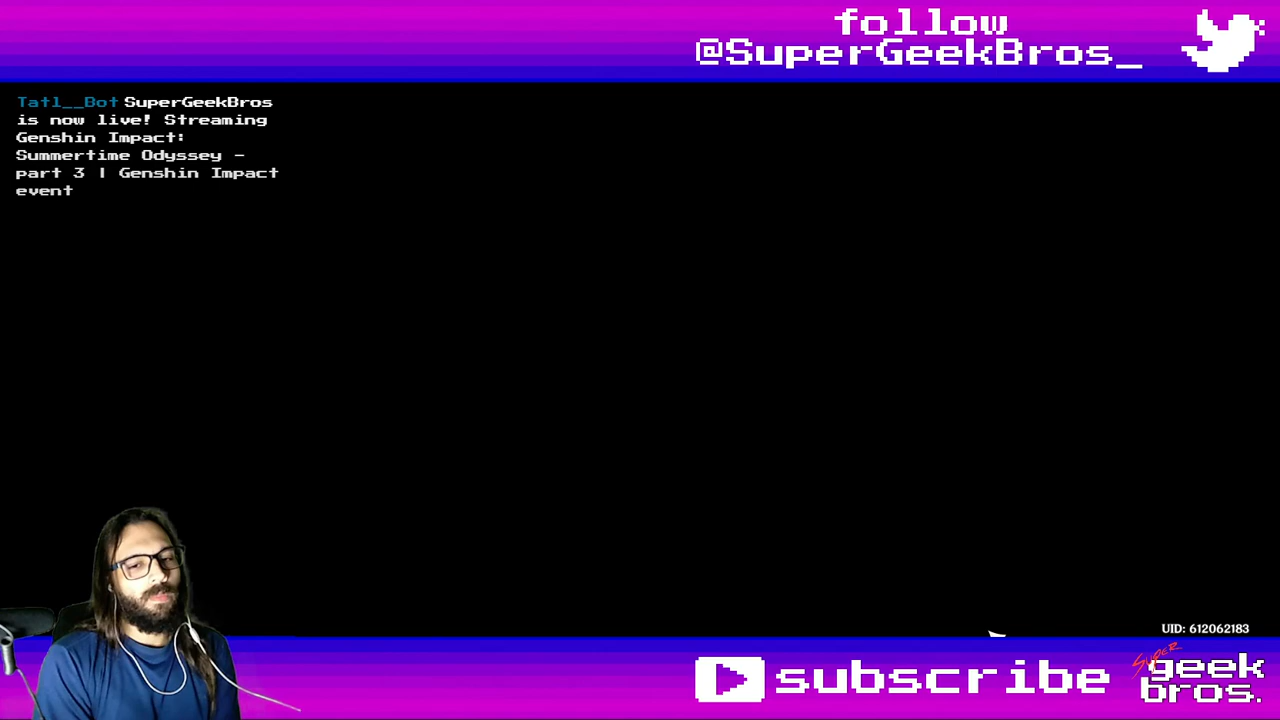 follow
@SuperGeekBros_
Tatl__Bot SuperGeekBros
is now live! Streaming
Genshin Impact:
Summertime Odyssey -
part 3 | Genshin Impact
event
UID: 612062183
subscribe
SUPER
geek
bros.